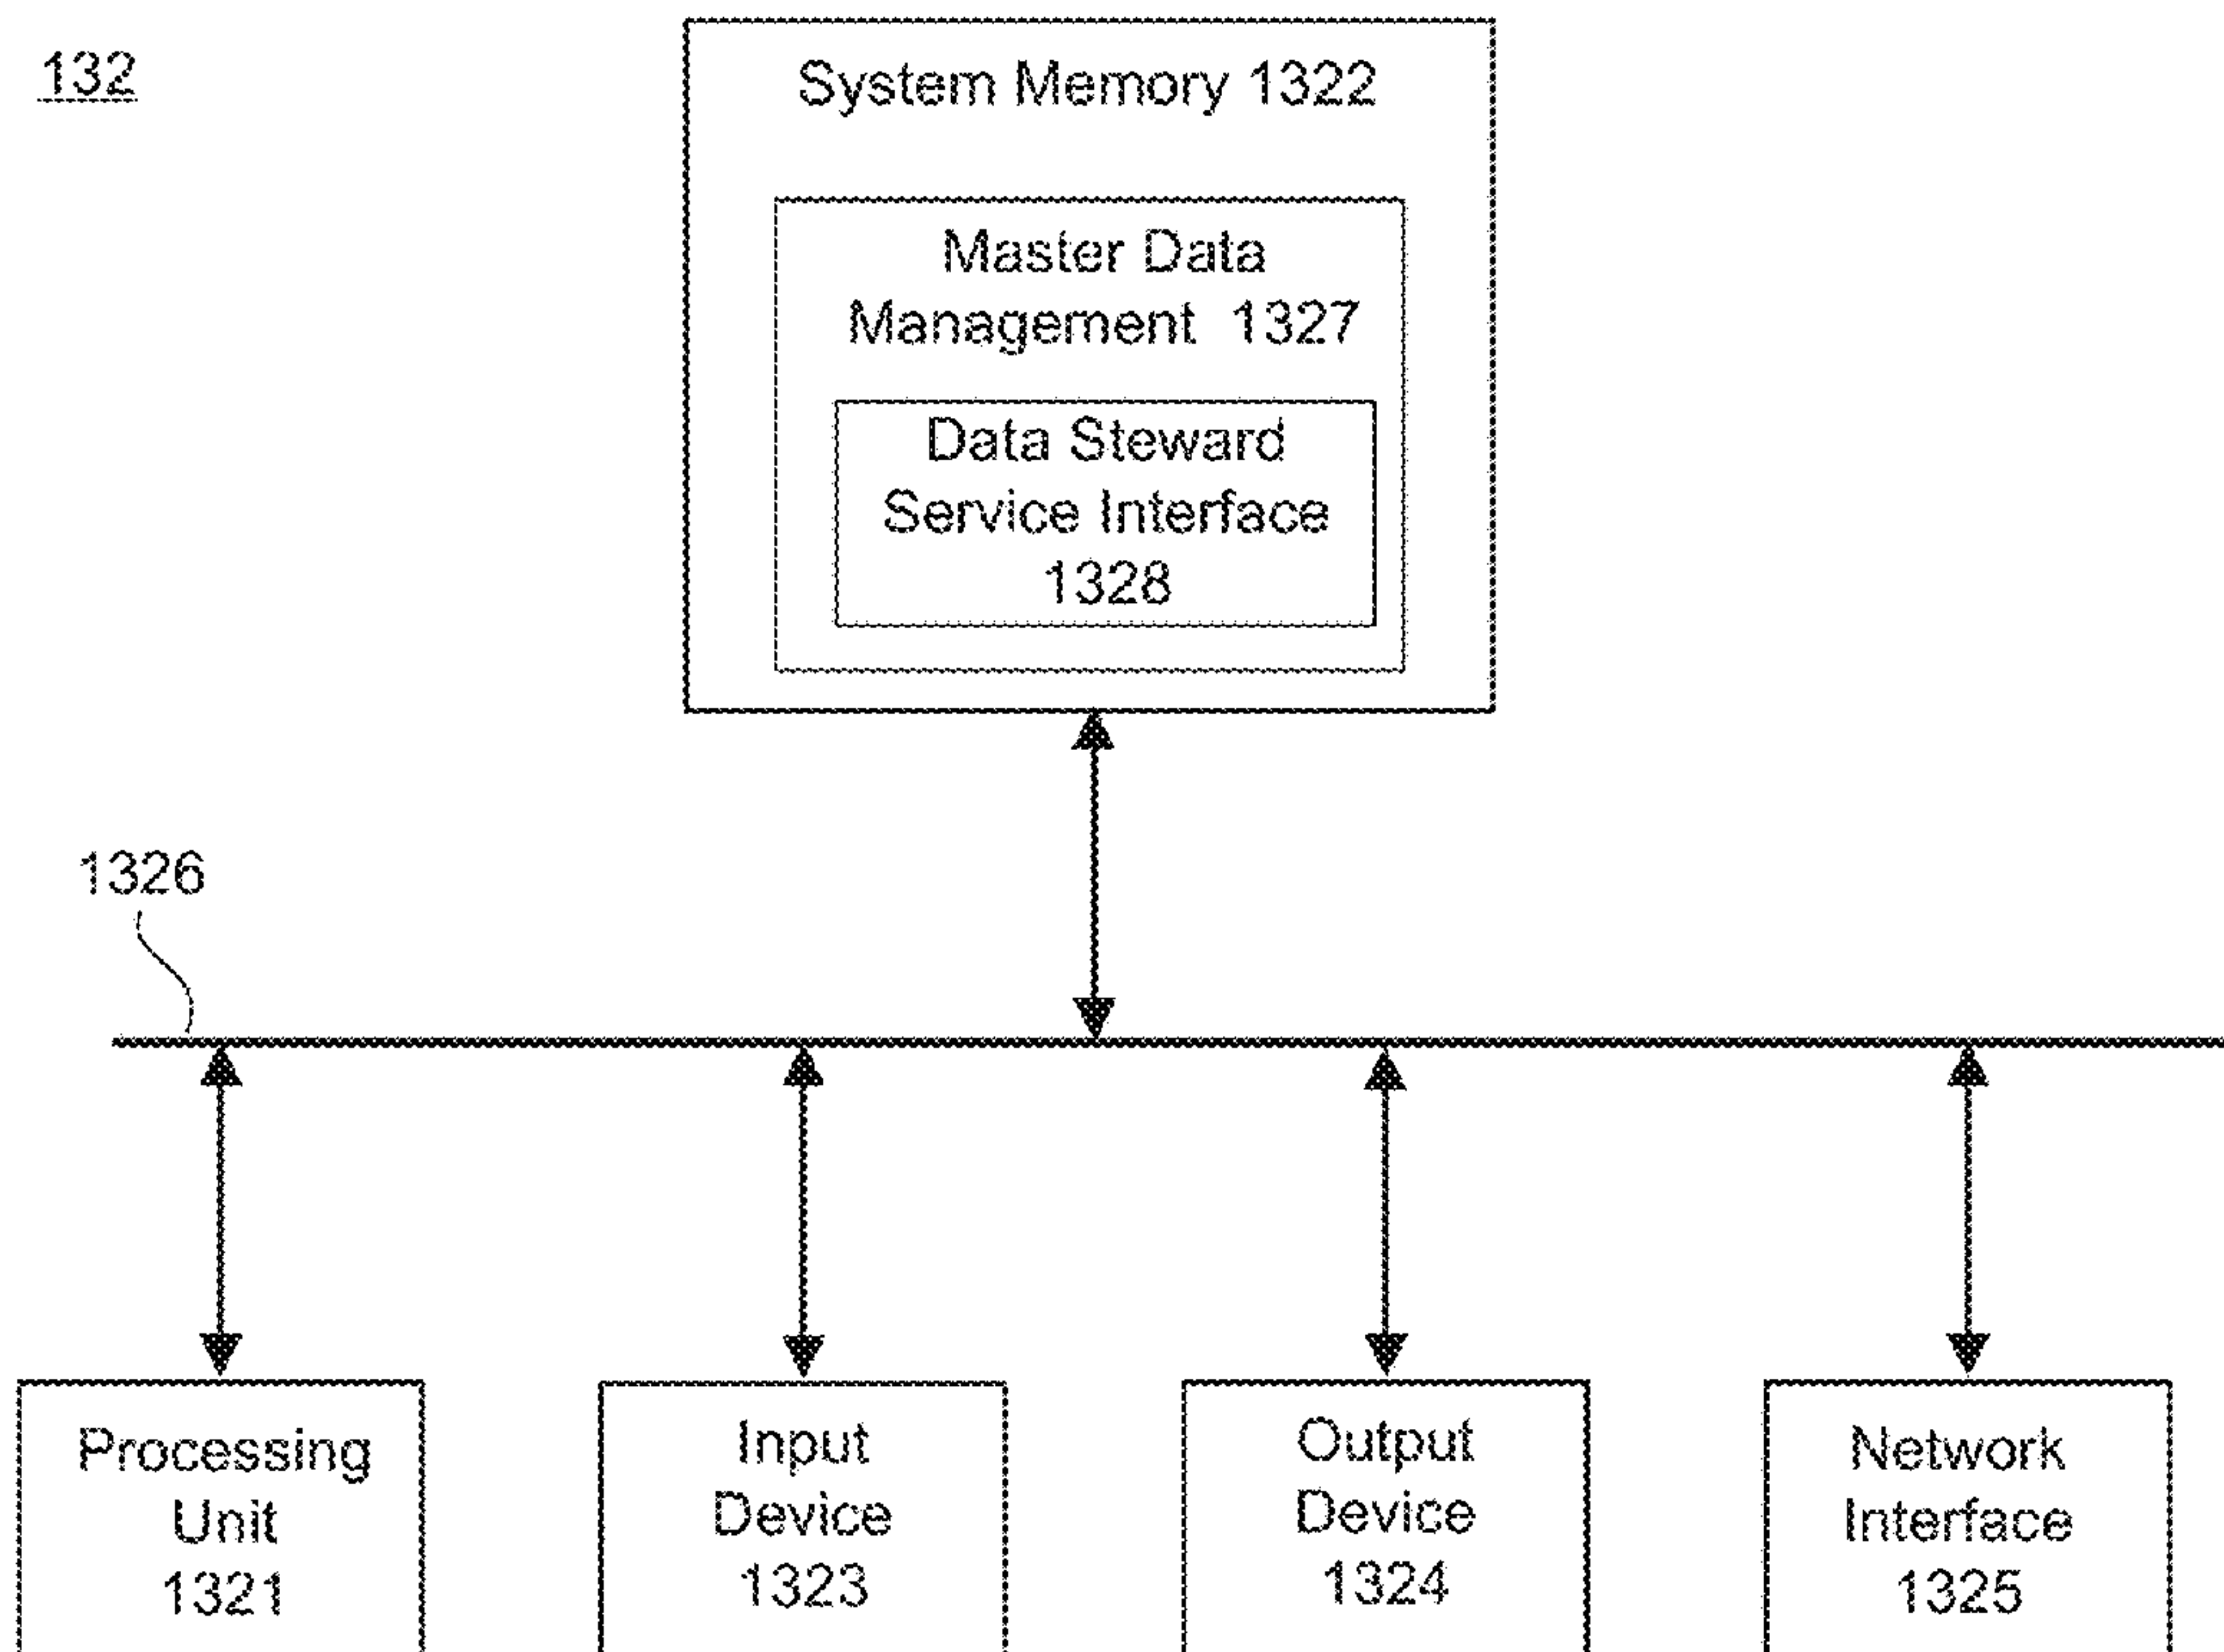 132
System Memory 1322
Master Data
Management 1327
Data Steward
Service Interface
1328
1326
Processing
Unit
1321
Input
Device
1323
Output
Device
1324
Network
Interface
1325